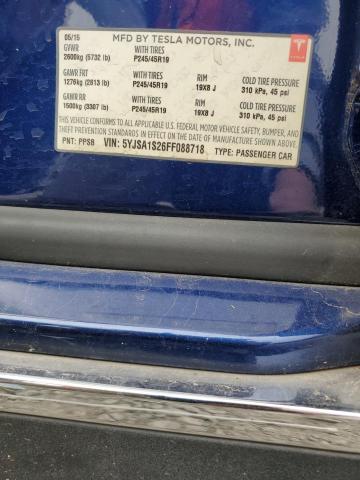 05/15 MFD BY TESLA MOTORS, INC.
GVWR WITH TIRES
2600kg (5732 lb) P245/45R19
GAWR FRT WITH TIRES RIM COLD TIRE PRESSURE
1276kg (2813 lb) P245/45R19 19X8 J 310 kPa, 45 psi
GAWR RR WITH TIRES RIM COLD TIRE PRESSURE
1500kg (3307 lb) P245/45R19 19X8 J 310 kPa, 45 psi
THIS VEHICLE CONFORMS TO ALL APPLICABLE U.S. FEDERAL MOTOR VEHICLE SAFETY, BUMPER, AND
THEFT PREVENTION STANDARDS IN EFFECT ON THE DATE OF MANUFACTURE SHOWN ABOVE.
PNT: PPSB VIN: 5YJSA1S26FF088718 TYPE: PASSENGER CAR